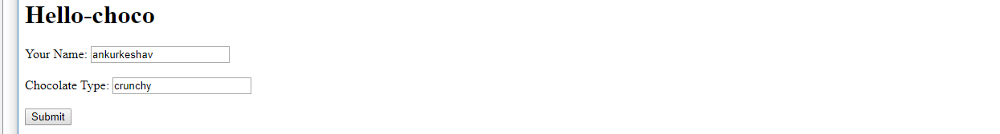 Hello-choco
Your Name: ankurkeshav
Chocolate Type: crunchy
Submit